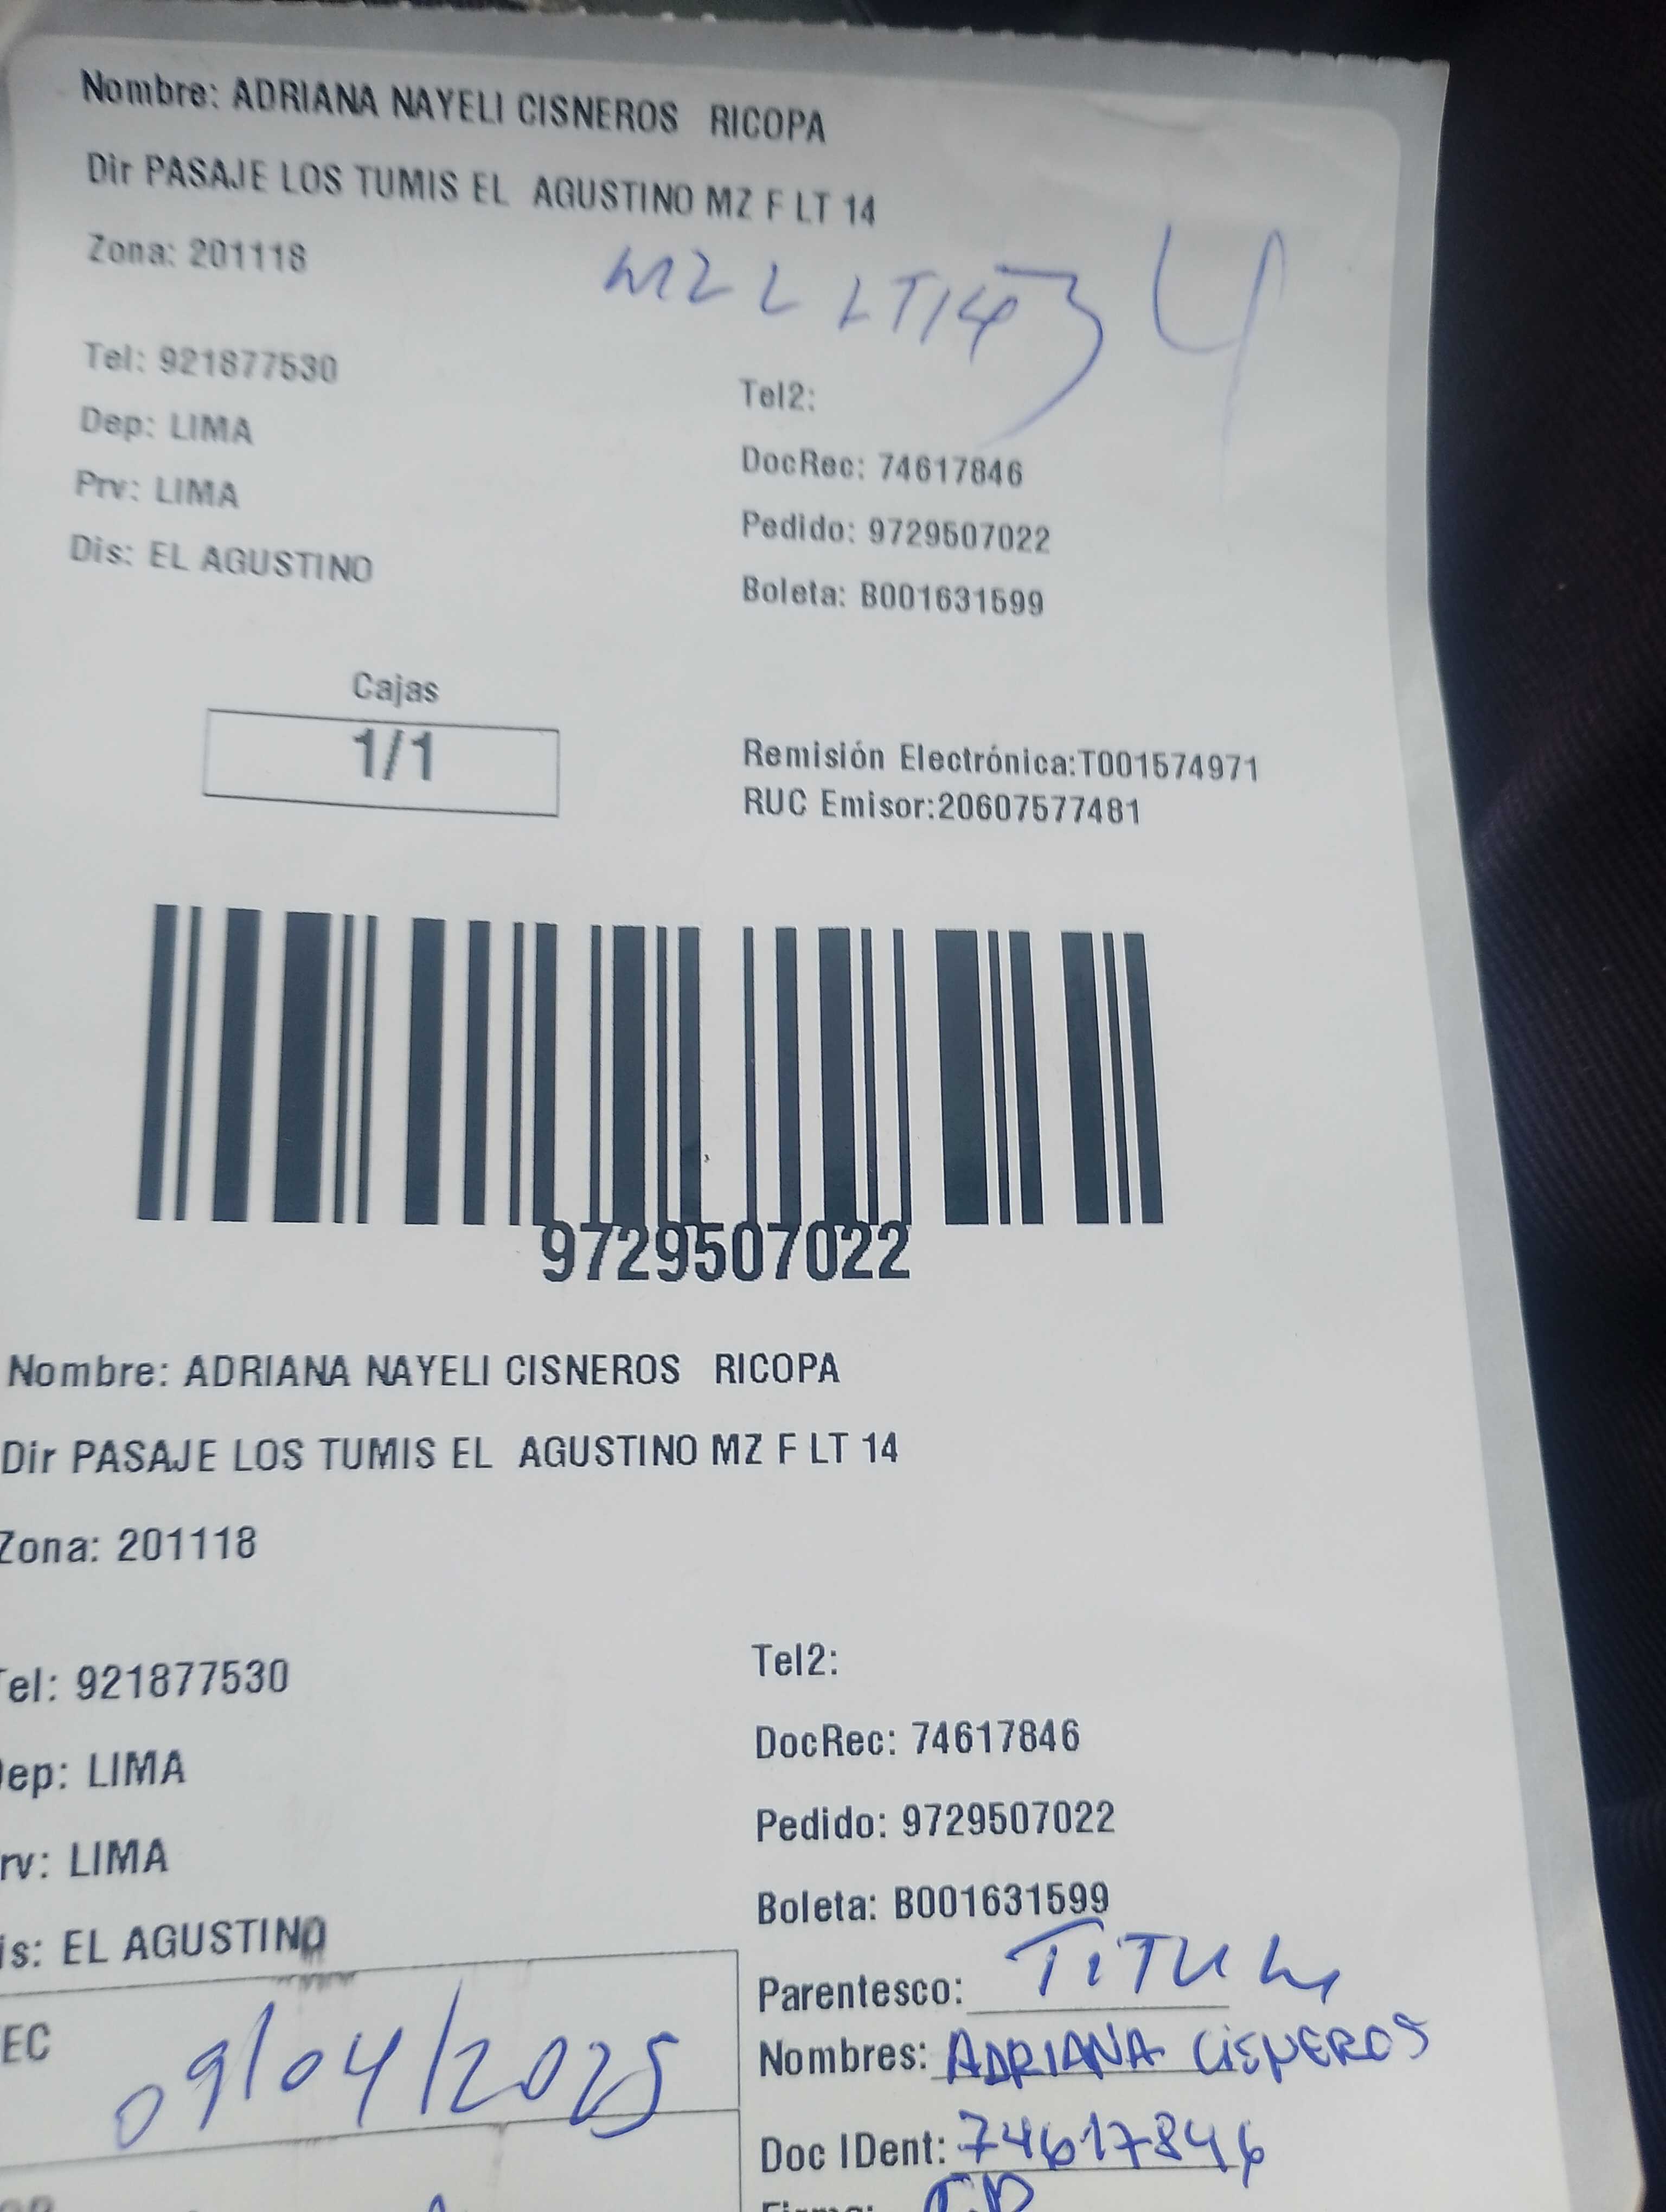 Nombre: ADRIANA NAYELI CISNEROS RICOPA
Dir PASAJE LOS TUMIS EL AGUSTINO MZ F LT 14
Zona: 201118
MZ L LT14
Tel: 921877530
Tel2:
Dep: LIMA
DocRec: 74617846
Prv: LIMA
Pedido: 9729507022
Dis: EL AGUSTINO
Boleta: B001631599
Cajas
1/1
Remisión Electrónica:T001574971
RUC Emisor:20607577481
9729507022
Nombre: ADRIANA NAYELI CISNEROS RICOPA
Dir PASAJE LOS TUMIS EL AGUSTINO MZ F LT 14
Zona: 201118
Tel2:
el: 921877530
DocRec: 74617846
ep: LIMA
Pedido: 9729507022
rv: LIMA
Boleta: B001631599
is: EL AGUSTINO
Parentesco: TiTULAR
EC
09/04/2025
Nombres: ADRIANA CiSNEROS
Doc IDent: 74617846